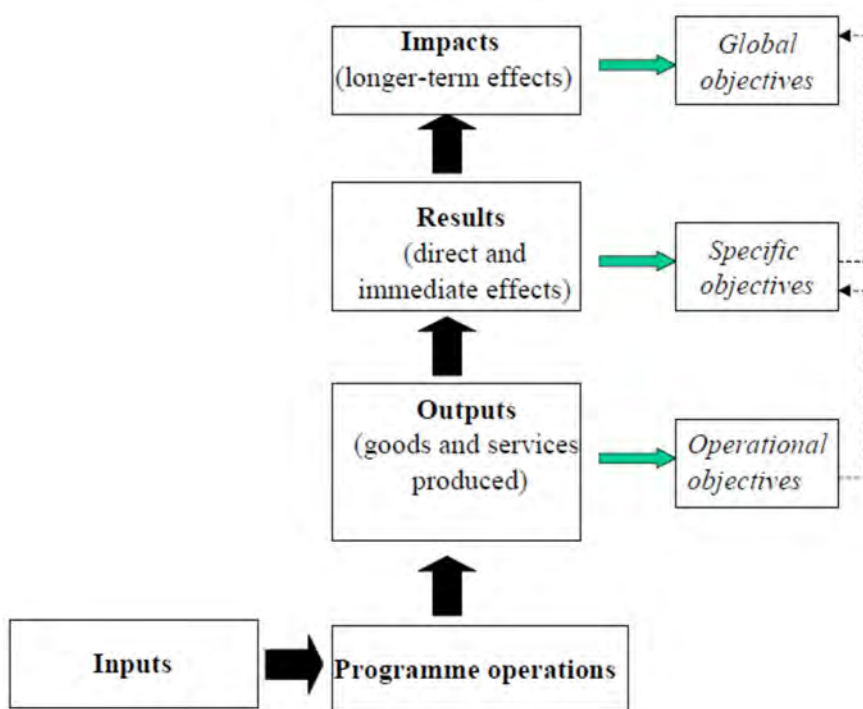 Impacts
(longer-term effects)
Global
objectives
Results
(direct and
immediate effects)
Specific
objectives
Outputs
(goods and services
produced)
Operational
objectives
Inputs
Programme operations